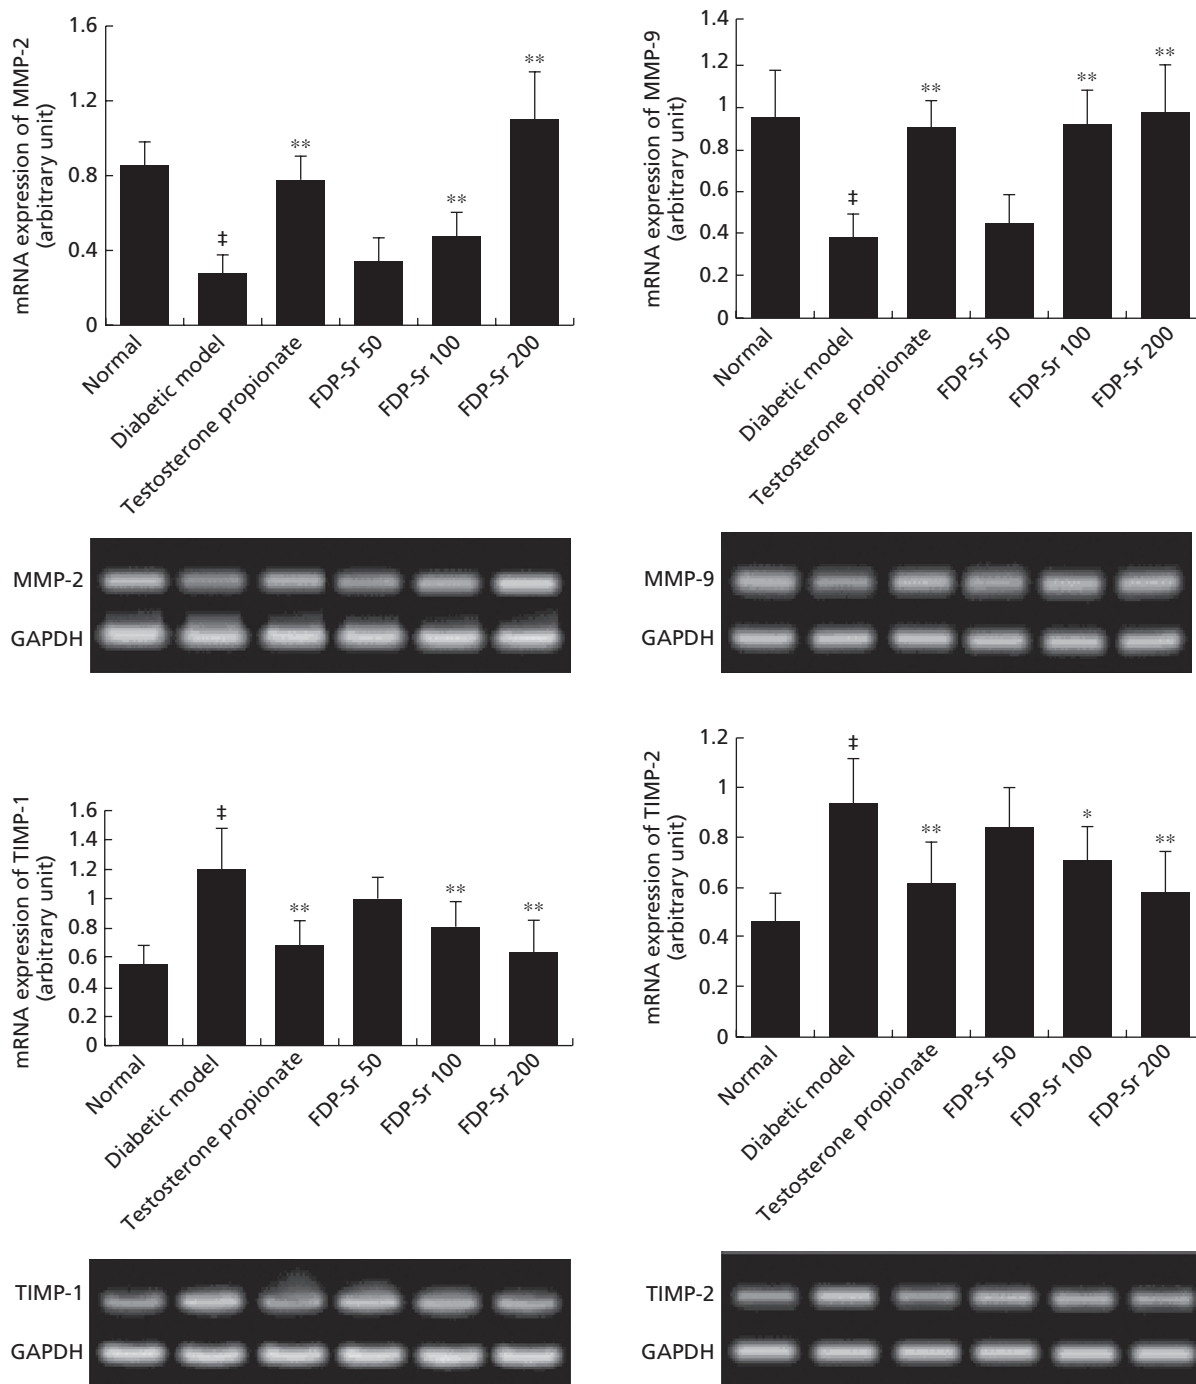 mRNA expression of MMP-2
(arbitrary unit)
1.6
1.2
0.8
0.4
0
**
‡
**
**
**
Normal
Diabetic model
Testosterone propionate
FDP-Sr 50
FDP-Sr 100
FDP-Sr 200
MMP-2
GAPDH
mRNA expression of MMP-9
(arbitrary unit)
1.4
1.2
1
0.8
0.6
0.4
0.2
0
‡
**
**
**
Normal
Diabetic model
Testosterone propionate
FDP-Sr 50
FDP-Sr 100
FDP-Sr 200
MMP-9
GAPDH
mRNA expression of TIMP-1
(arbitrary unit)
1.6
1.4
1.2
1
0.8
0.6
0.4
0.2
0
‡
**
**
**
Normal
Diabetic model
Testosterone propionate
FDP-Sr 50
FDP-Sr 100
FDP-Sr 200
TIMP-1
GAPDH
mRNA expression of TIMP-2
(arbitrary unit)
1.2
1
0.8
0.6
0.4
0.2
0
‡
**
*
**
Normal
Diabetic model
Testosterone propionate
FDP-Sr 50
FDP-Sr 100
FDP-Sr 200
TIMP-2
GAPDH